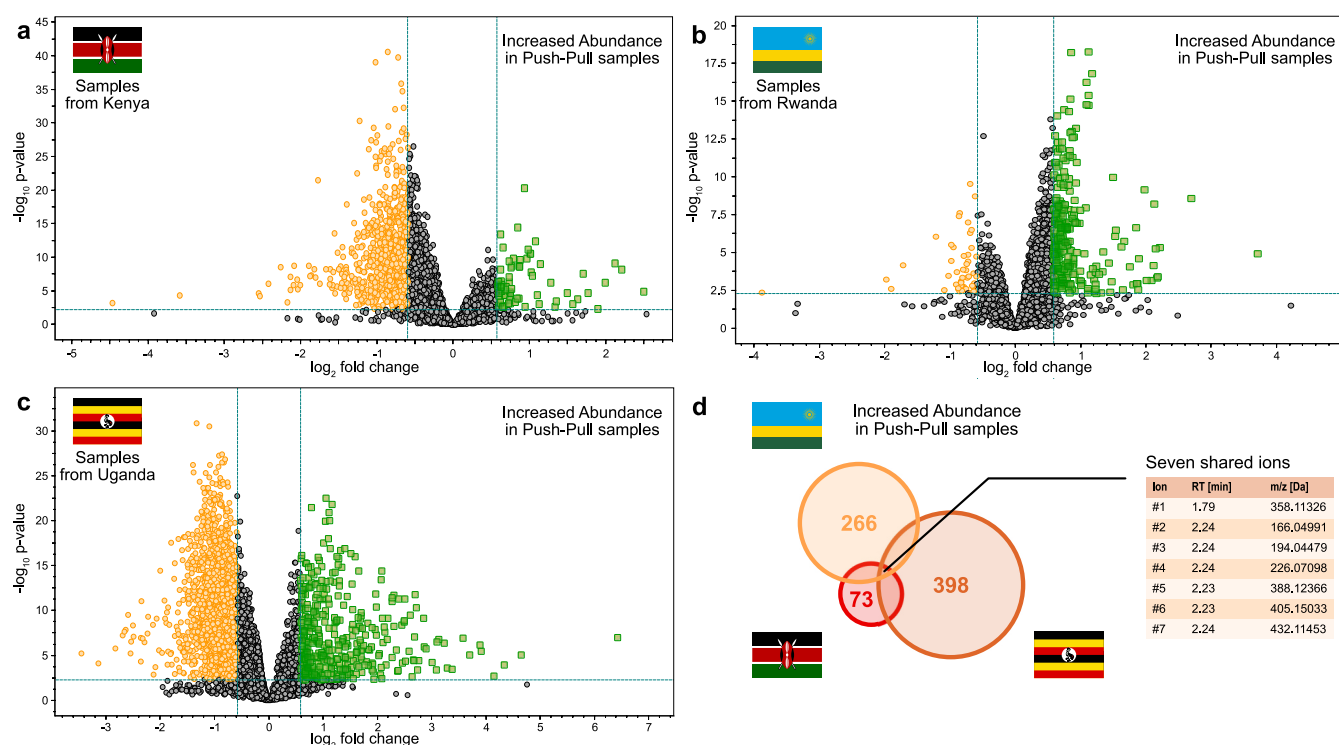 a
Samples
from Kenya
Increased Abundance
in Push-Pull samples
45
40
35
30
25
20
15
10
5
0
-log10 p-value
-5 -4 -3 -2 -1 0 1 2
log2 fold change
b
Samples
from Rwanda
Increased Abundance
in Push-Pull samples
20
17.5
15
12.5
10
7.5
5
2.5
0
-log10 p-value
-4 -3 -2 -1 0 1 2 3 4
log2 fold change
c
Samples
from Uganda
Increased Abundance
in Push-Pull samples
30
25
20
15
10
5
0
-log10 p-value
-3 -2 -1 0 1 2 3 4 5 6 7
log2 fold change
d
Increased Abundance
in Push-Pull samples
266
73
398
Seven shared ions
Ion RT [min] m/z [Da]
#1 1.79 358.11326
#2 2.24 166.04991
#3 2.24 194.04479
#4 2.24 226.07098
#5 2.23 388.12366
#6 2.23 405.15033
#7 2.24 432.11453